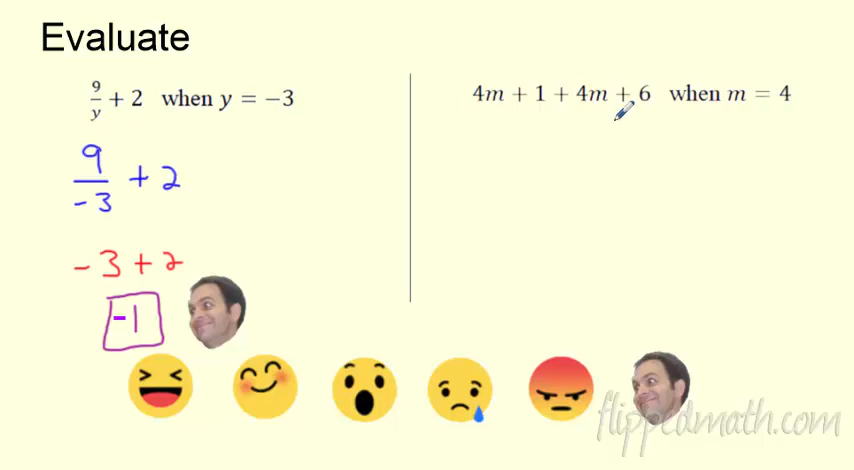 Evaluate
9/y + 2 when y = −3
4m + 1 + 4m + 6 when m = 4
9/-3 + 2
-3 + 2
-1
flippedmath.com